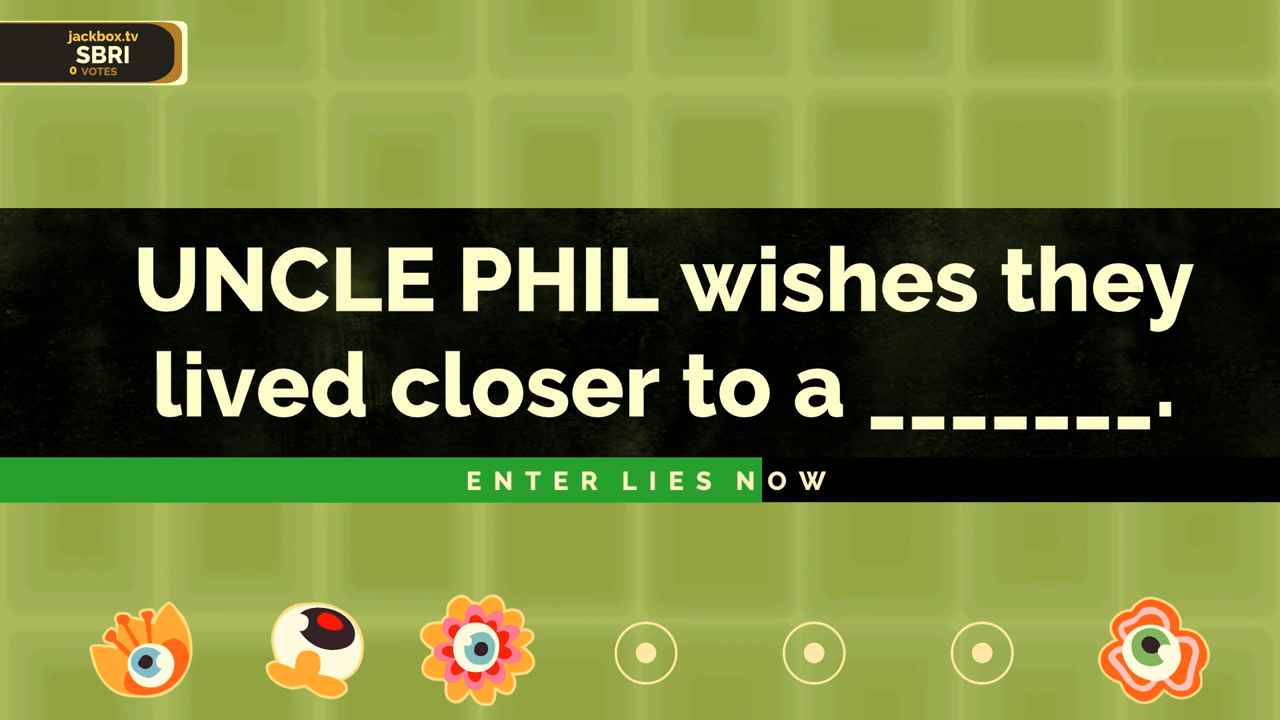 jackbox.tv
SBRI
0 VOTES
UNCLE PHIL wishes they
lived closer to a _______.
ENTER LIES NOW